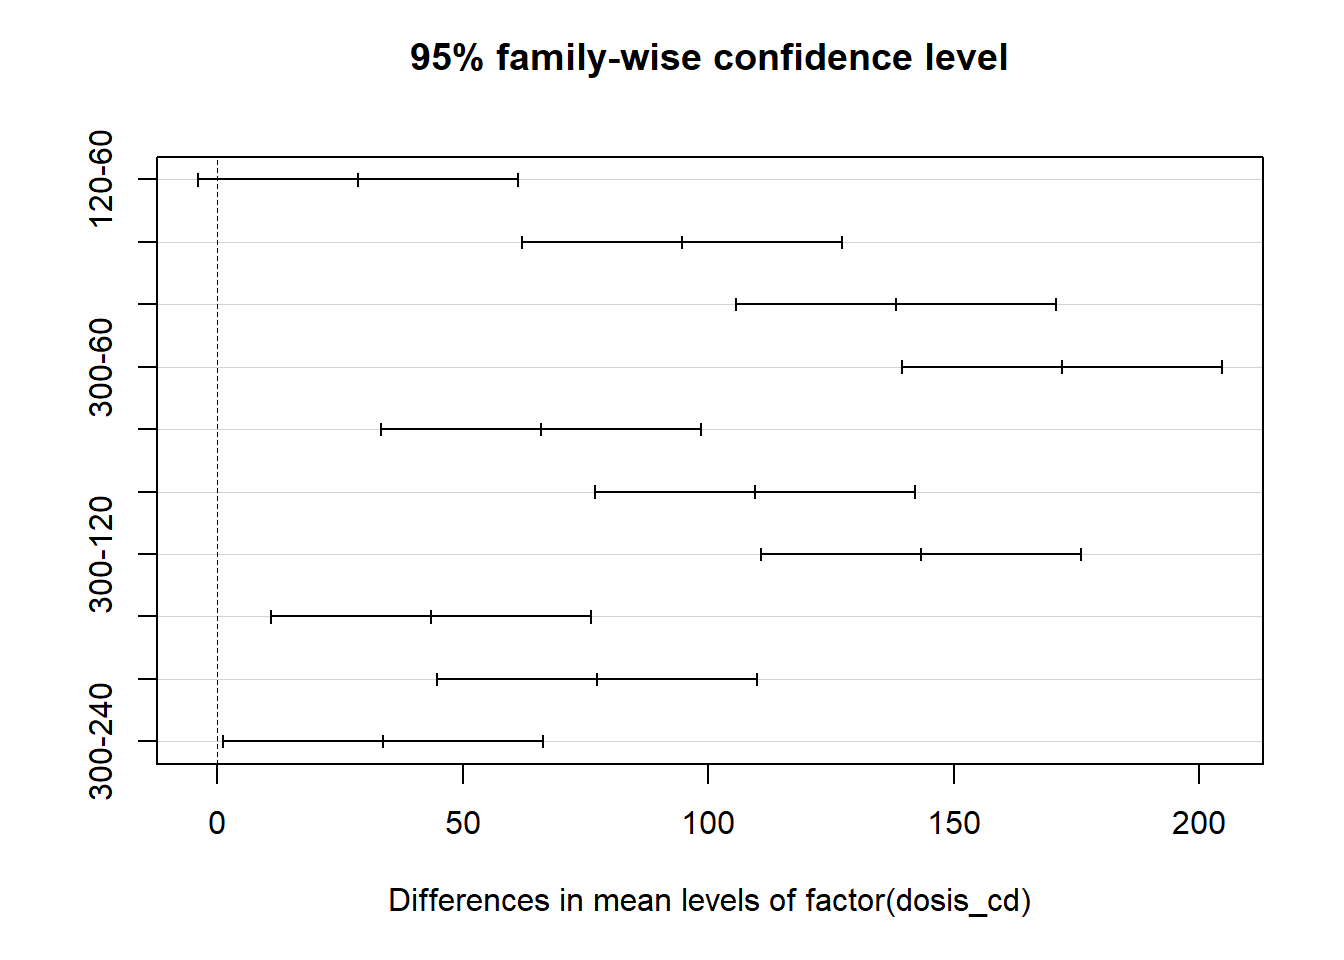 95% family-wise confidence level
120-60
300-60
300-120
300-240
0 50 100 150 200
Differences in mean levels of factor(dosis_cd)